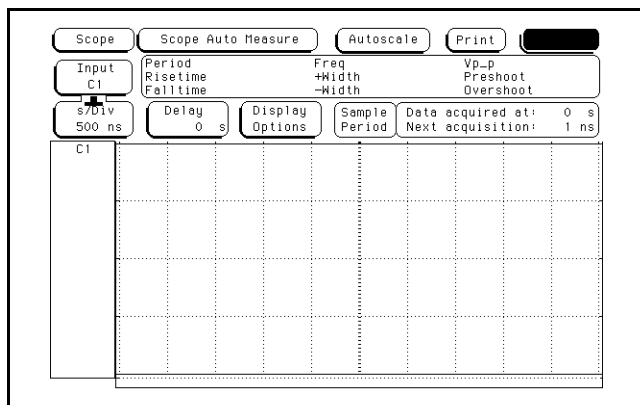 Scope Scope Auto Measure Autoscale Print
Input C1
Period Freq Vp_p
Risetime +Width Preshoot
Falltime -Width Overshoot
s/Div 500 ns
Delay 0 s
Display Options
Sample Period
Data acquired at: 0 s
Next acquisition: 1 ns
C1